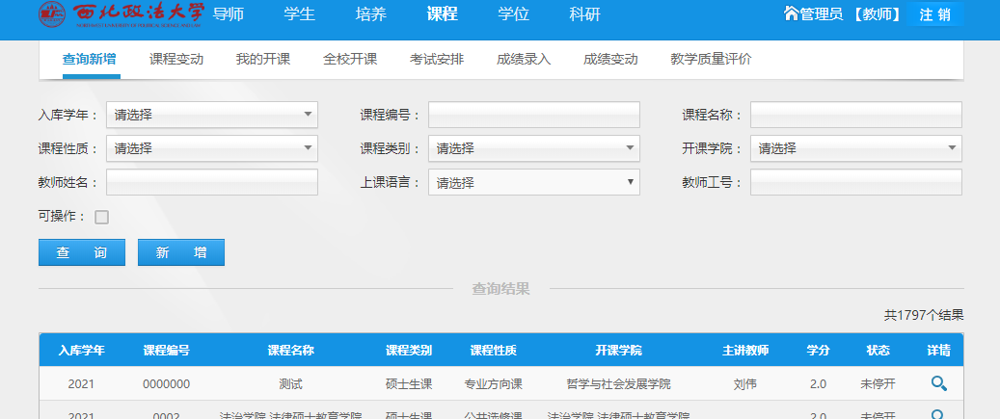 西北政法大学 导师 学生 培养 课程 学位 科研 管理员 【教师】 注 销
查询新增 课程变动 我的开课 全校开课 考试安排 成绩录入 成绩变动 教学质量评价
入库学年： 请选择 课程编号： 课程名称：
课程性质： 请选择 课程类别： 请选择 开课学院： 请选择
教师姓名： 上课语言： 请选择 教师工号：
可操作：
查 询 新 增
查询结果
共1797个结果
入库学年 课程编号 课程名称 课程类别 课程性质 开课学院 主讲教师 学分 状态 详情
2021 0000000 测试 硕士生课 专业方向课 哲学与社会发展学院 刘伟 2.0 未停开
2021 0002 法治学院 法律硕士教育学院 硕士生课 公共选修课 法治学院 法律硕士教育学院 2.0 未停开